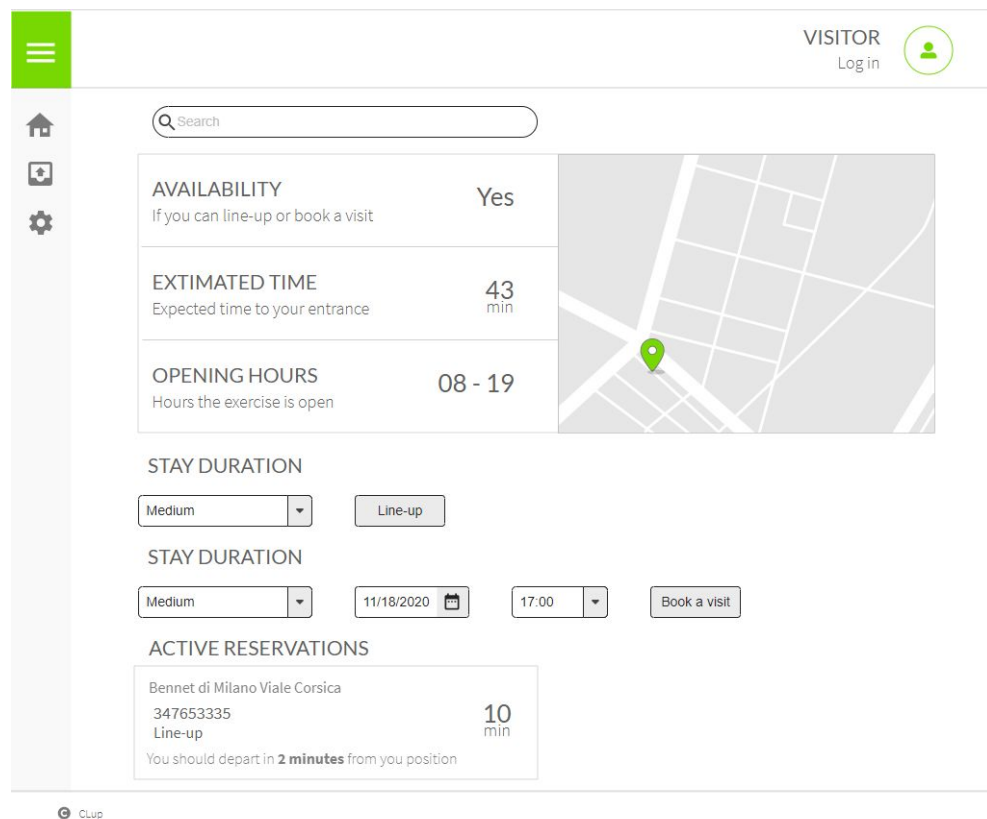 VISITOR
Log in
Search
AVAILABILITY
If you can line-up or book a visit
Yes
EXTIMATED TIME
Expected time to your entrance
43
min
OPENING HOURS
Hours the exercise is open
08 - 19
STAY DURATION
Medium
Line-up
STAY DURATION
Medium
11/18/2020
17:00
Book a visit
ACTIVE RESERVATIONS
Bennet di Milano Viale Corsica
347653335
Line-up
10
min
You should depart in 2 minutes from you position
CLup